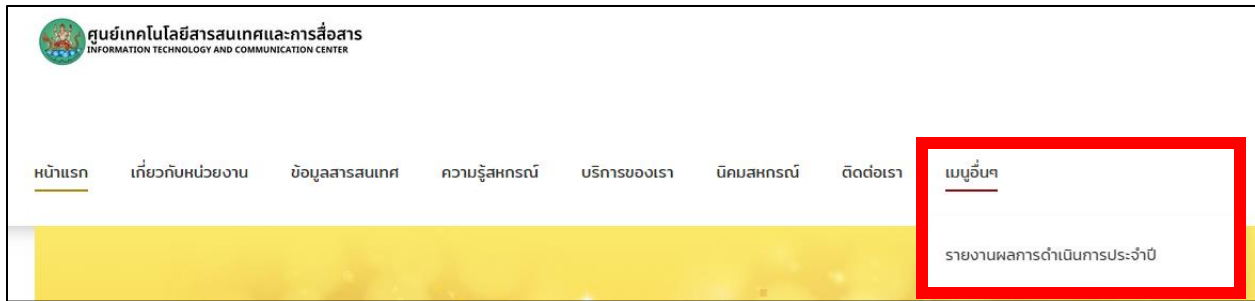 ศูนย์เทคโนโลยีสารสนเทศและการสื่อสาร
INFORMATION TECHNOLOGY AND COMMUNICATION CENTER
หน้าแรก เกี่ยวกับหน่วยงาน ข้อมูลสารสนเทศ ความรู้สหกรณ์ บริการของเรา นิคมสหกรณ์ ติดต่อเรา เมนูอื่นๆ
รายงานผลการดำเนินการประจำปี